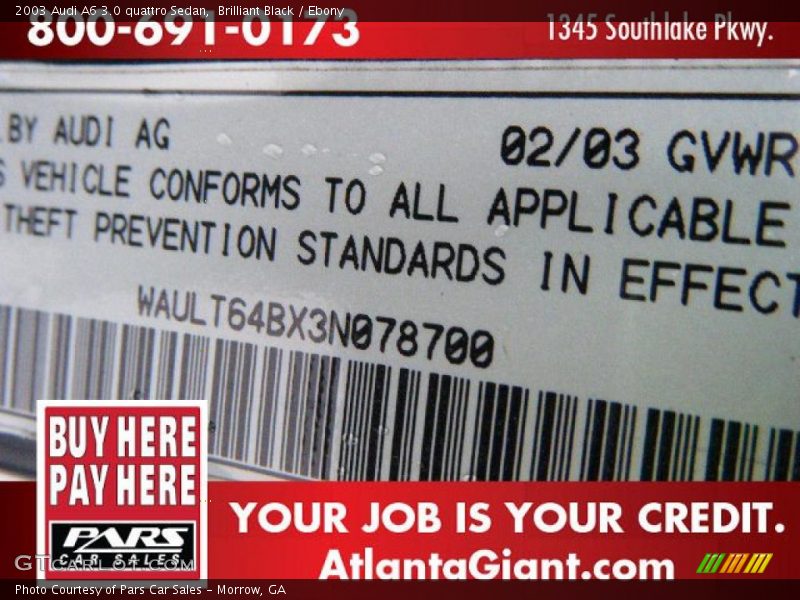 2003 Audi A6 3.0 quattro Sedan, Brilliant Black / Ebony
800-691-0173
1345 Southlake Pkwy.
BY AUDI AG 02/03 GVWR
S VEHICLE CONFORMS TO ALL APPLICABLE
THEFT PREVENTION STANDARDS IN EFFECT
WAULT64BX3N078700
BUY HERE
PAY HERE
PARS
CAR SALES
GTCARLOT.COM
YOUR JOB IS YOUR CREDIT.
AtlantaGiant.com
Photo Courtesy of Pars Car Sales - Morrow, GA